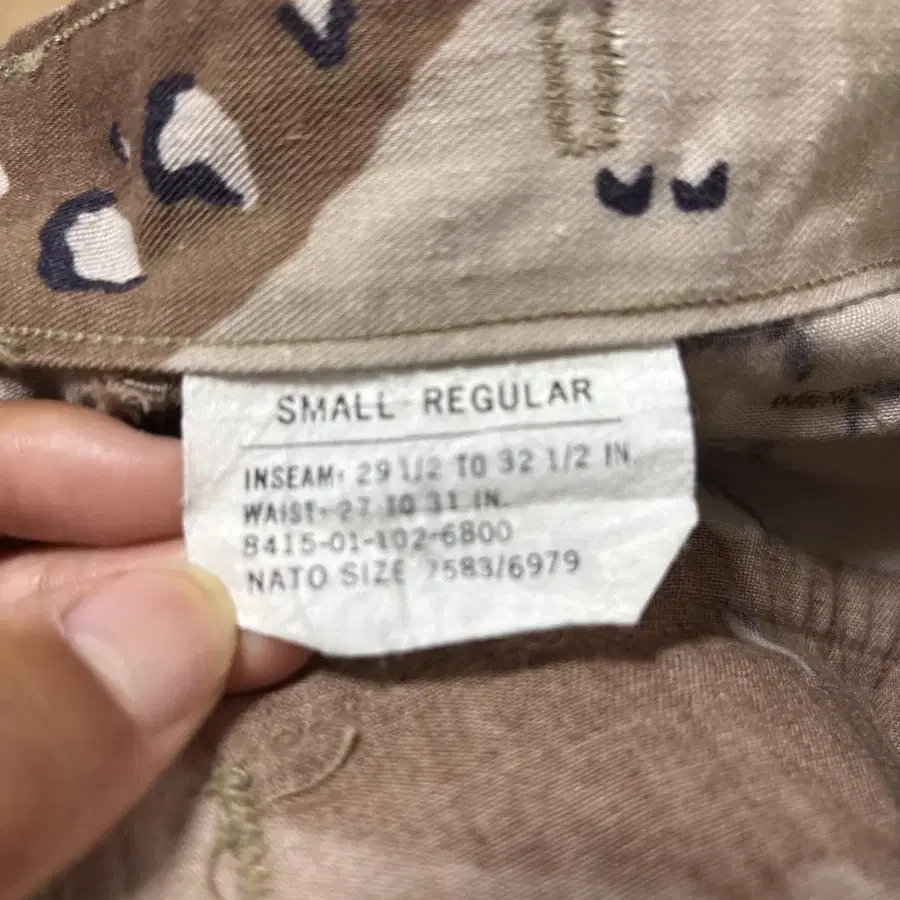 SMALL-REGULAR
INSEAM: 29 1/2 TO 32 1/2 IN.
WAIST: 27 TO 31 IN.
8415-01-102-6800
NATO SIZE 7583/6979